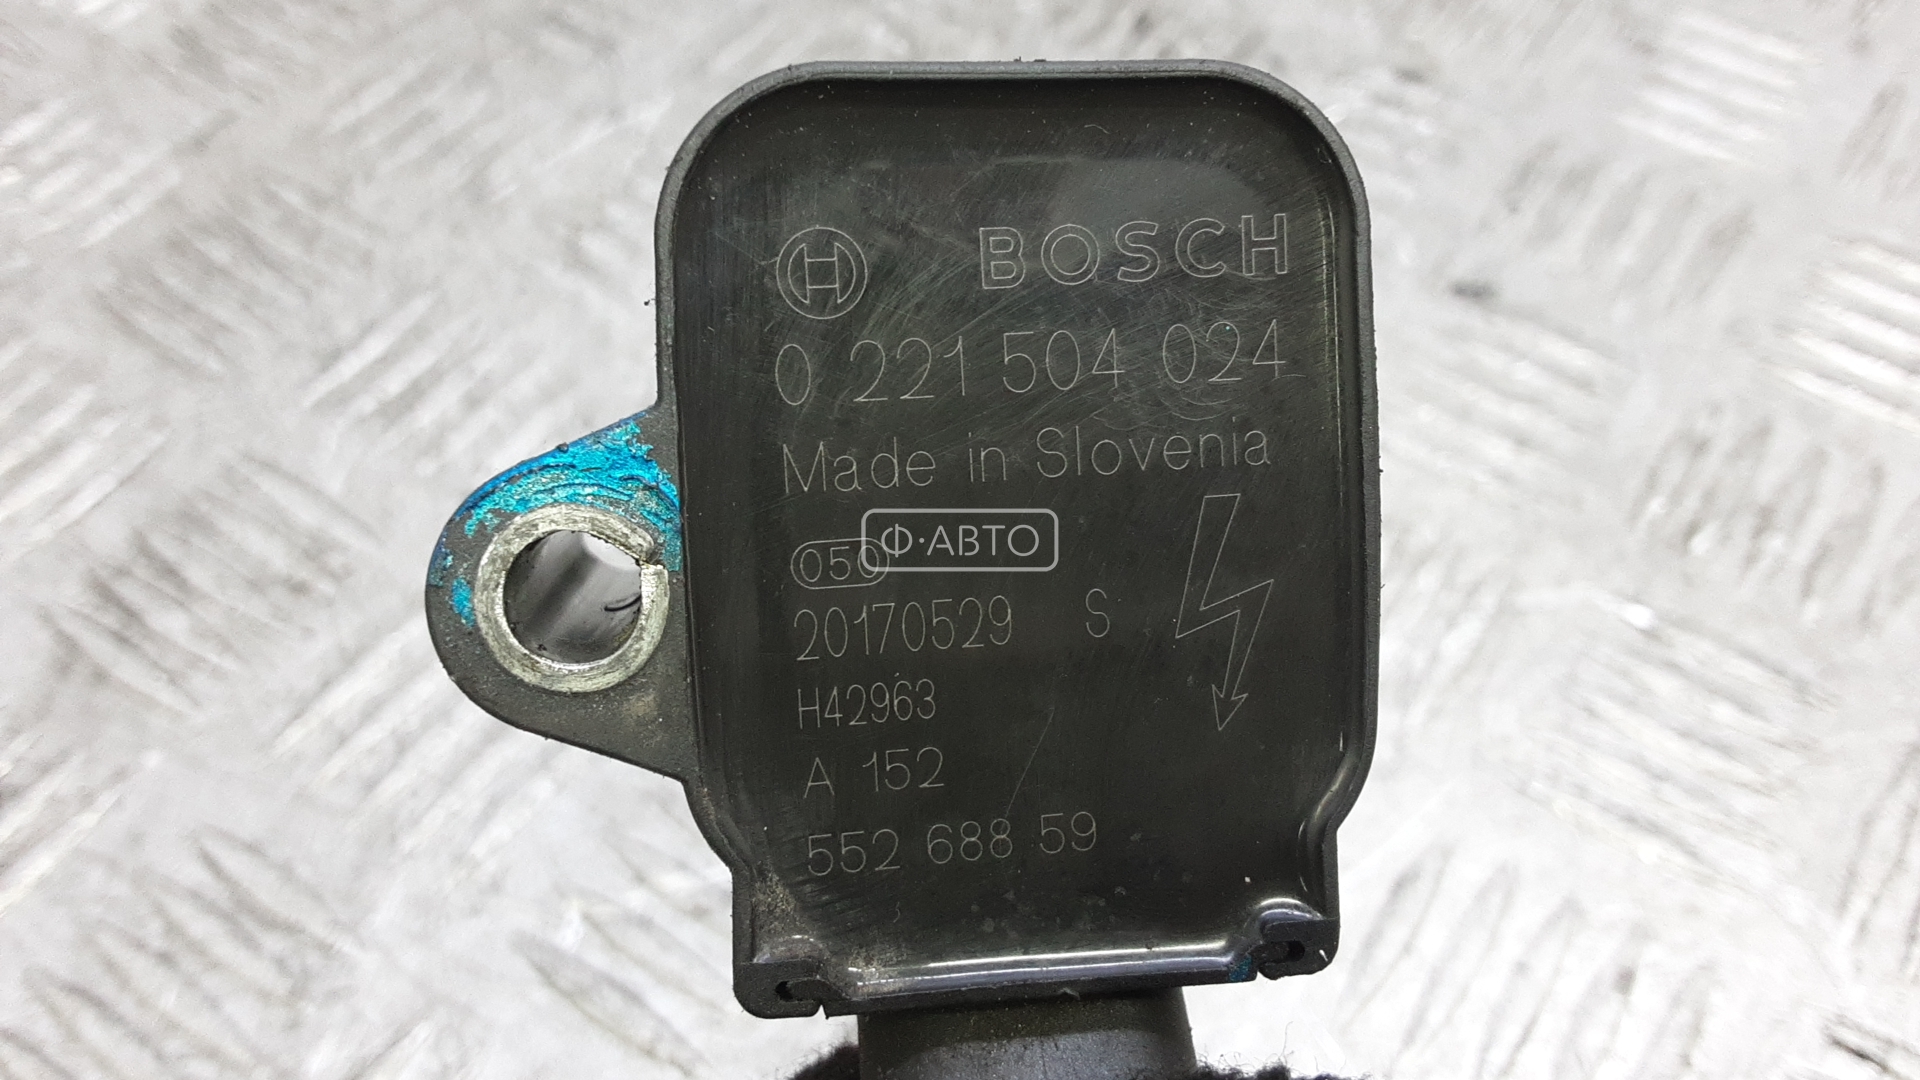 BOSCH
0 221 504 024
Made in Slovenia
050
Ф·АВТО
20170529 S
H42963
A 152
552 688 59